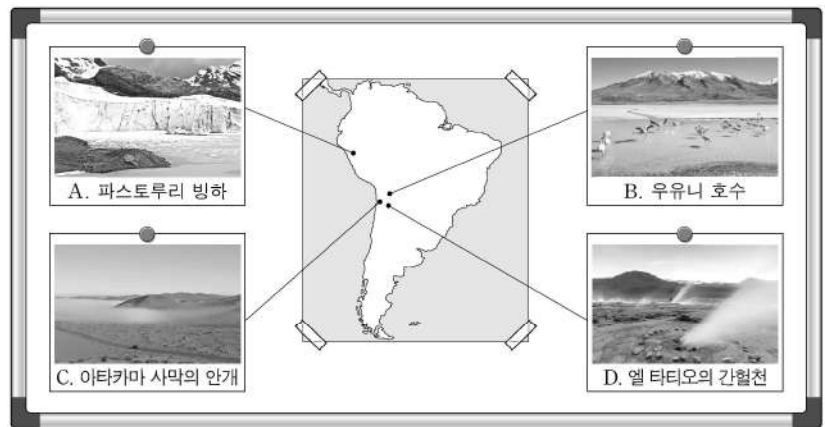 A. 파스토루리 빙하
B. 우유니 호수
C. 아타카마 사막의 안개
D. 엘 타티오의 간헐천